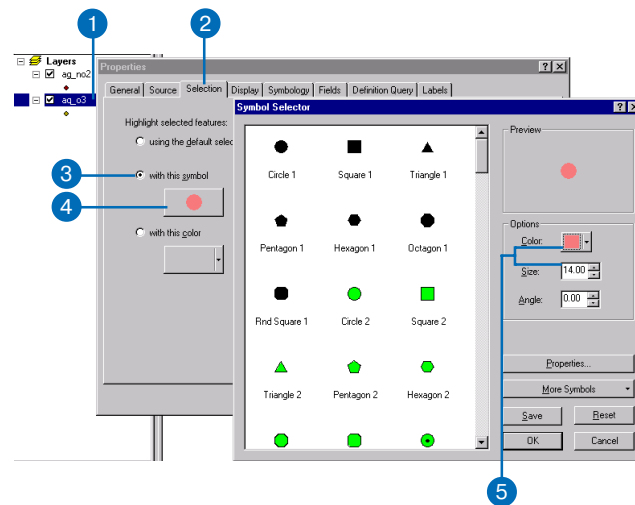 1
2
Layers
ag_no2
aq_o3
Properties
General Source Selection Display Symbology Fields Definition Query Labels
Highlight selected features:
using the default selec
3
with this symbol
4
with this color
Symbol Selector
Circle 1 Square 1 Triangle 1
Pentagon 1 Hexagon 1 Octagon 1
Rnd Square 1 Circle 2 Square 2
Triangle 2 Pentagon 2 Hexagon 2
Preview
Options
Color:
Size: 14.00
Angle: 0.00
Properties...
More Symbols
Save Reset
OK Cancel
5